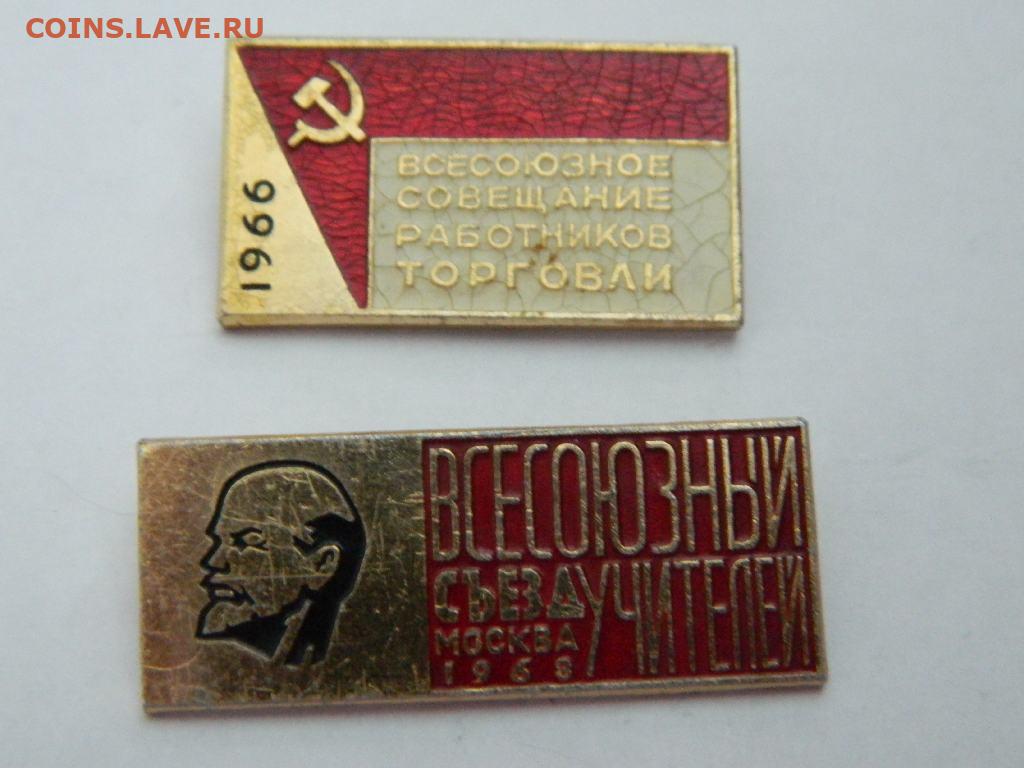 COINS.LAVE.RU
1966
ВСЕСОЮЗНОЕ
СОВЕЩАНИЕ
РАБОТНИКОВ
ТОРГОВЛИ
ВСЕСОЮЗНЫЙ
СЪЕЗД УЧИТЕЛЕЙ
МОСКВА
1968